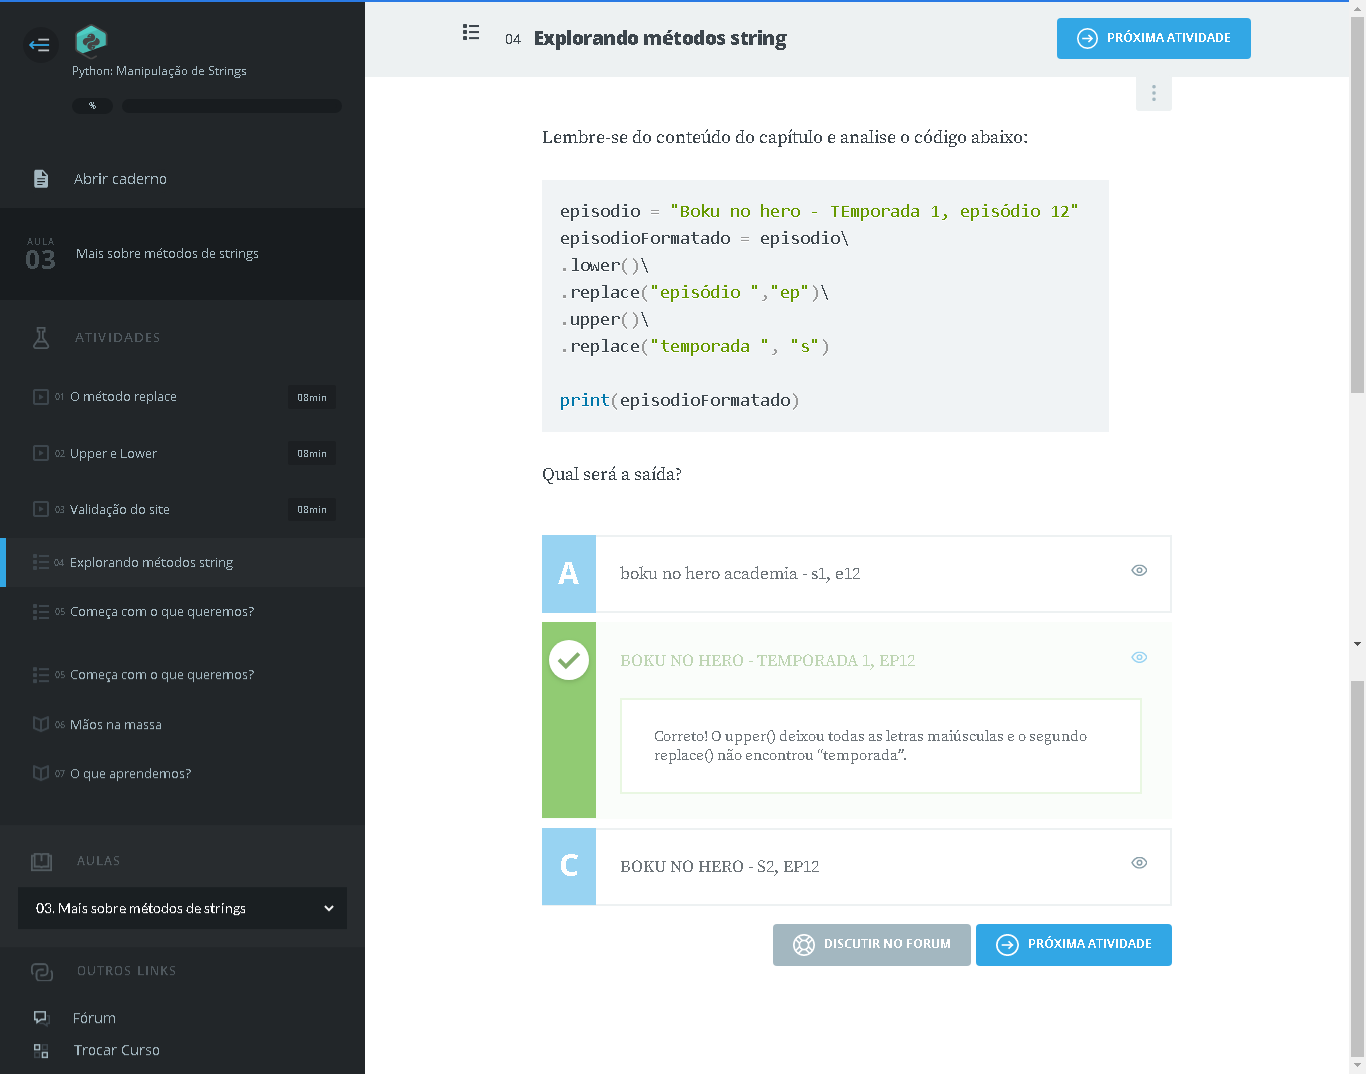 Python: Manipulação de Strings
%
Abrir caderno
AULA
03
Mais sobre métodos de strings
ATIVIDADES
01 O método replace 08min
02 Upper e Lower 08min
03 Validação do site 08min
04 Explorando métodos string
05 Começa com o que queremos?
05 Começa com o que queremos?
06 Mãos na massa
07 O que aprendemos?
AULAS
03. Mais sobre métodos de strings
OUTROS LINKS
Fórum
Trocar Curso
04 Explorando métodos string
PRÓXIMA ATIVIDADE
Lembre-se do conteúdo do capítulo e analise o código abaixo:
episodio = "Boku no hero - TEmporada 1, episódio 12"
episodioFormatado = episodio\
.lower()\
.replace("episódio ","ep")\
.upper()\
.replace("temporada ", "s")
print(episodioFormatado)
Qual será a saída?
A
boku no hero academia - s1, e12
BOKU NO HERO - TEMPORADA 1, EP12
Correto! O upper() deixou todas as letras maiúsculas e o segundo
replace() não encontrou “temporada”.
C
BOKU NO HERO - S2, EP12
DISCUTIR NO FORUM
PRÓXIMA ATIVIDADE